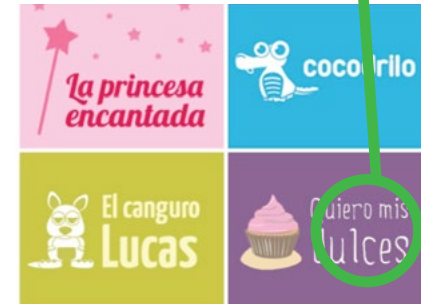 La princesa
encantada
cocodrilo
El canguro
Lucas
Quiero mis
dulces